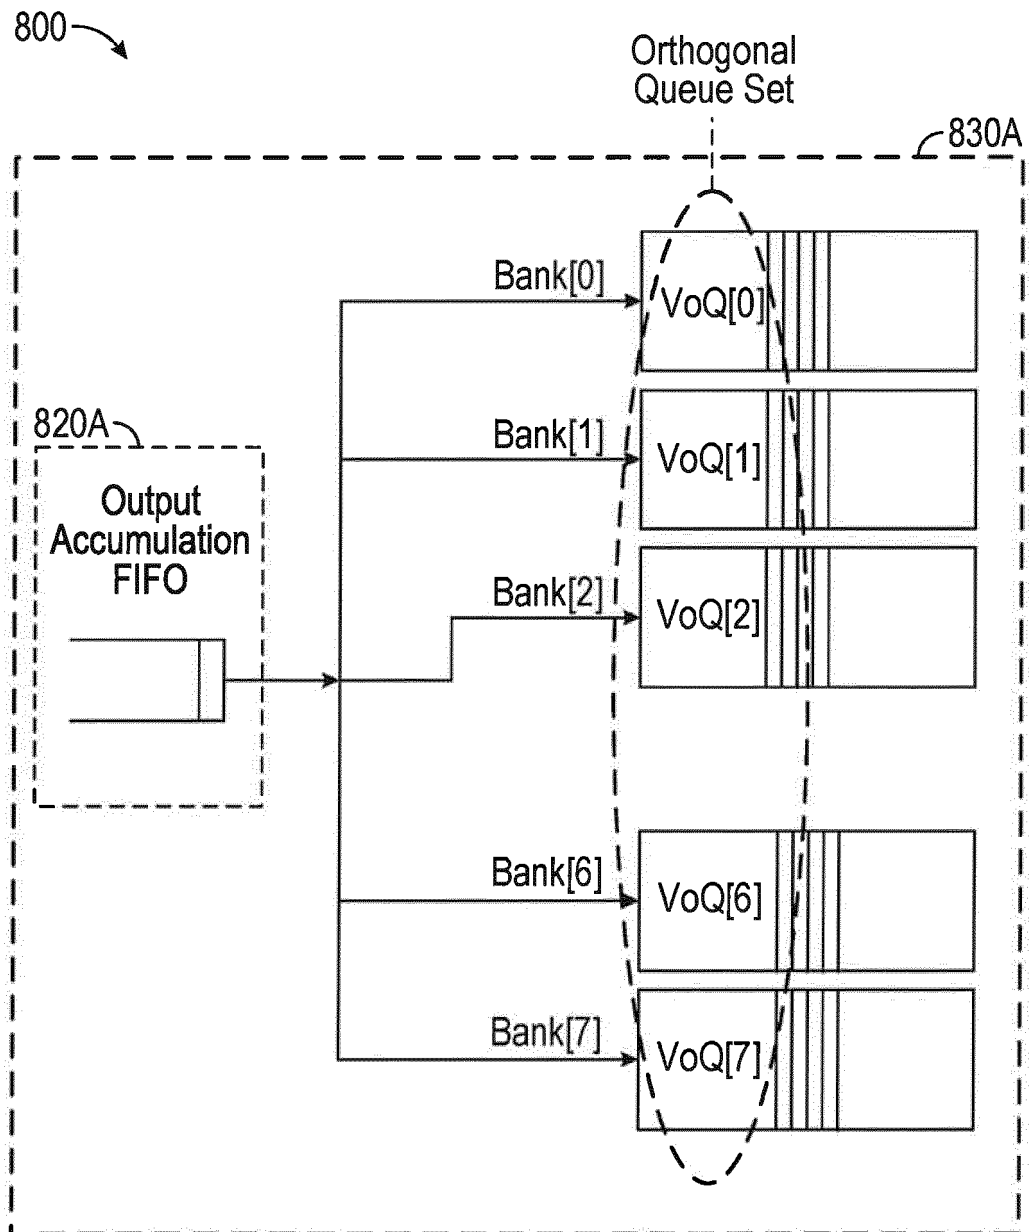 800
Orthogonal
Queue Set
830A
Bank[0]
VoQ[0]
Bank[1]
VoQ[1]
820A
Output
Accumulation
FIFO
Bank[2]
VoQ[2]
Bank[6]
VoQ[6]
Bank[7]
VoQ[7]